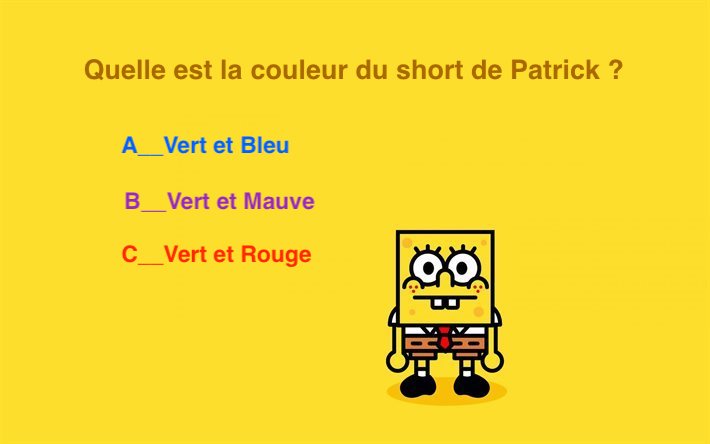 Quelle est la couleur du short de Patrick ?
A__Vert et Bleu
B__Vert et Mauve
C__Vert et Rouge